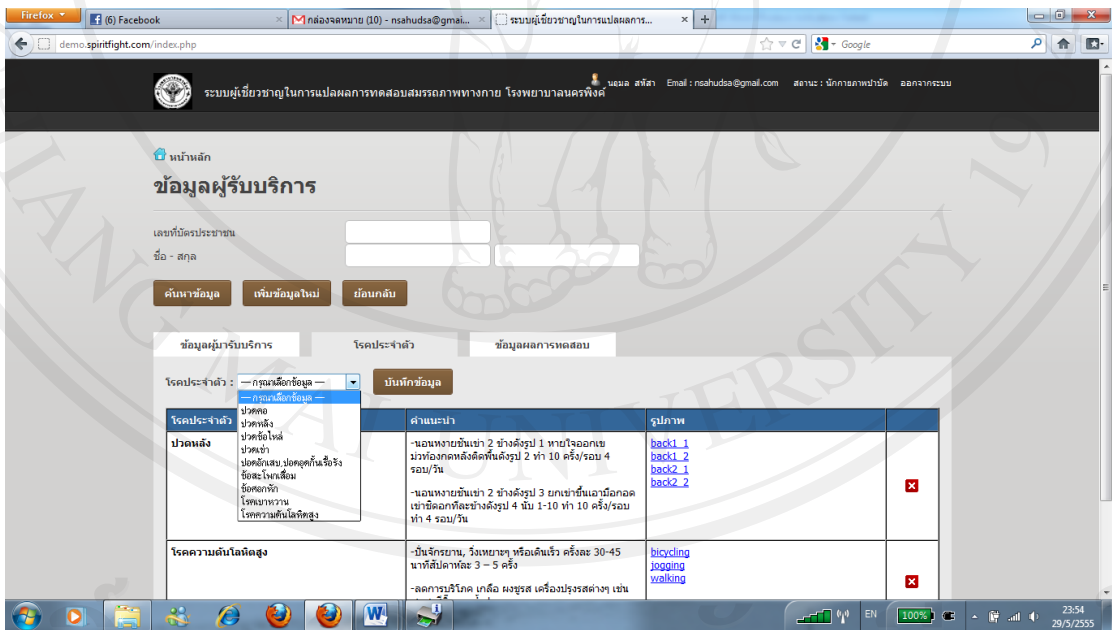 Firefox
(6) Facebook
กล่องจดหมาย (10) - nsahudsa@gmai...
ระบบผู้เชี่ยวชาญในการแปลผลการ...
demo.spiritfight.com/index.php
Google
ระบบผู้เชี่ยวชาญในการแปลผลการทดสอบสมรรถภาพทางกาย โรงพยาบาลนครพิงค์
นฤมล สหัสา Email : nsahudsa@gmail.com สถานะ : นักกายภาพบำบัด ออกจากระบบ
หน้าหลัก
ข้อมูลผู้รับบริการ
เลขที่บัตรประชาชน
ชื่อ - สกุล
ค้นหาข้อมูล เพิ่มข้อมูลใหม่ ย้อนกลับ
ข้อมูลผู้มารับบริการ โรคประจำตัว ข้อมูลผลการทดสอบ
โรคประจำตัว : --- กรุณาเลือกข้อมูล --- บันทึกข้อมูล
--- กรุณาเลือกข้อมูล ---
ปวดคอ
ปวดหลัง
ปวดข้อไหล่
ปวดเข่า
ปอดอักเสบ,ปอดอุดกั้นเรื้อรัง
ข้อสะโพกเสื่อม
ข้อศอกหัก
โรคเบาหวาน
โรคความดันโลหิตสูง
โรคประจำตัว คำแนะนำ รูปภาพ
ปวดหลัง
-นอนหงายชันเข่า 2 ข้างดังรูป 1 หายใจออกเข
ม่วท้องกดหลังติดพื้นดังรูป 2 ทำ 10 ครั้ง/รอบ 4
รอบ/วัน
-นอนหงายชันเข่า 2 ข้างดังรูป 3 ยกเข่าขึ้นเอามือกอด
เข่าชิดอกทีละข้างดังรูป 4 นับ 1-10 ทำ 10 ครั้ง/รอบ
ทำ 4 รอบ/วัน
back1_1
back1_2
back2_1
back2_2
โรคความดันโลหิตสูง
-ปั่นจักรยาน, วิ่งเหยาะๆ หรือเดินเร็ว ครั้งละ 30-45
นาทีสัปดาห์ละ 3 – 5 ครั้ง
-ลดการบริโภค เกลือ ผงชูรส เครื่องปรุงรสต่างๆ เช่น
bicycling
jogging
walking
EN 100% 23:54
29/5/2555